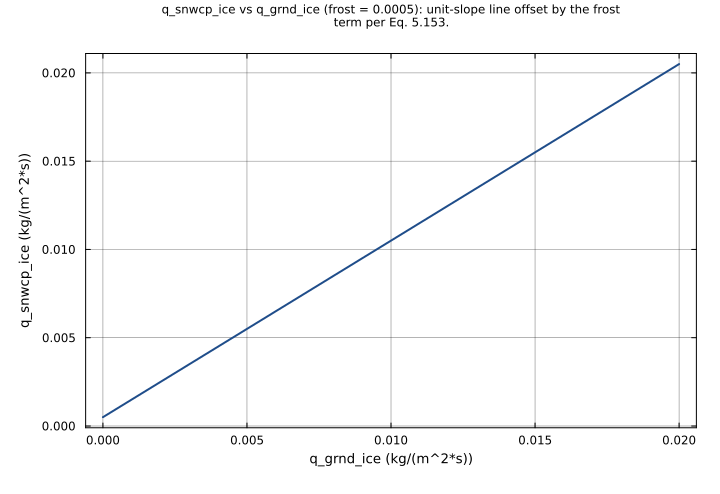 q_snwcp_ice vs q_grnd_ice (frost = 0.0005): unit-slope line offset by the frost
term per Eq. 5.153.
0.020
0.015
0.010
0.005
0.000
q_snwcp_ice (kg/(m^2*s))
0.000 0.005 0.010 0.015 0.020
q_grnd_ice (kg/(m^2*s))